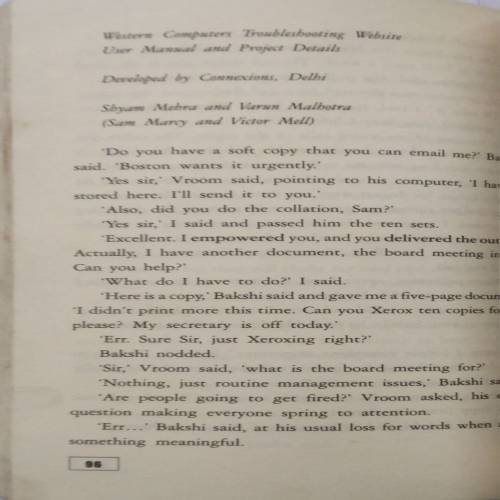 Western Computers Troubleshooting Website
User Manual and Project Details
Developed by Connexions, Delhi
Shyam Mehra and Varun Malhotra
(Sam Marcy and Victor Mell)
'Do you have a soft copy that you can email me?' Bak
said. 'Boston wants it urgently.'
'Yes sir,' Vroom said, pointing to his computer, 'I hav
stored here. I'll send it to you.'
'Also, did you do the collation, Sam?'
'Yes sir,' I said and passed him the ten sets.
'Excellent. I empowered you, and you delivered the out
Actually, I have another document, the board meeting in
Can you help?'
'What do I have to do?' I said.
'Here is a copy,' Bakshi said and gave me a five-page docum
'I didn't print more this time. Can you Xerox ten copies fo
please? My secretary is off today.'
'Err. Sure Sir, just Xeroxing right?'
Bakshi nodded.
'Sir,' Vroom said, 'what is the board meeting for?'
'Nothing, just routine management issues,' Bakshi sa
'Are people going to get fired?' Vroom asked, his
question making everyone spring to attention.
'Err...' Bakshi said, at his usual loss for words when
something meaningful.
96